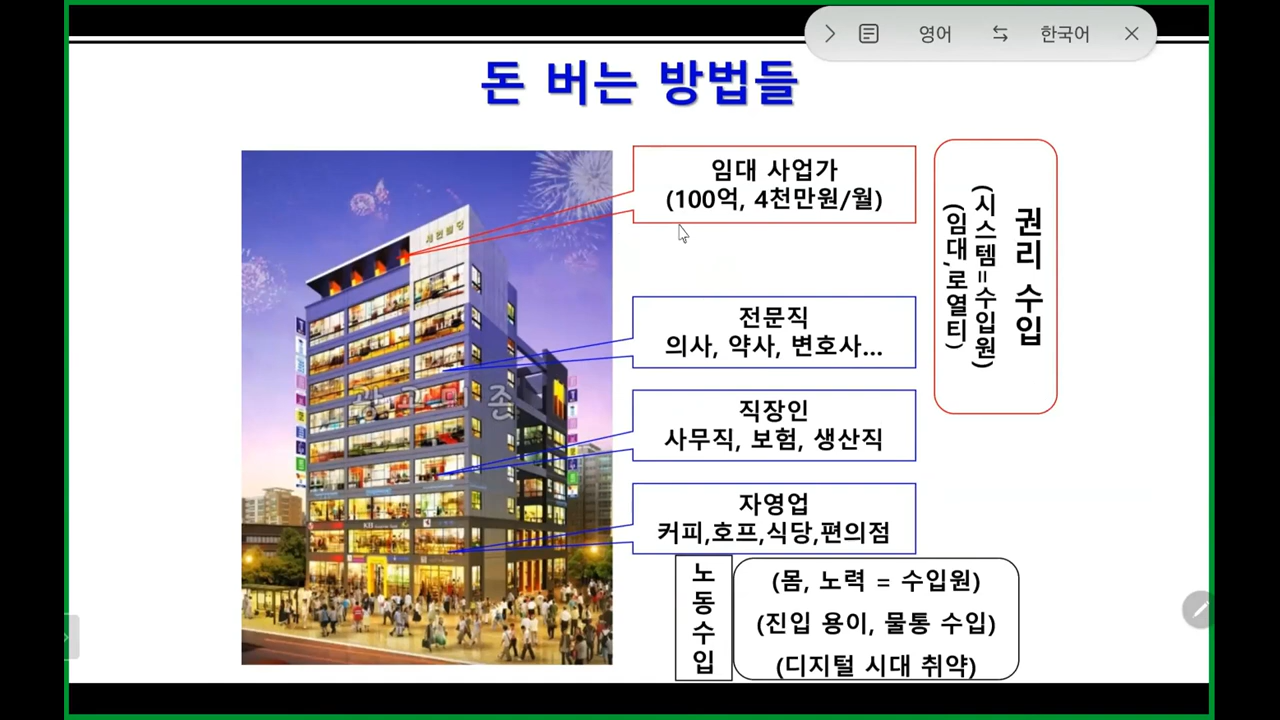 영어
한국어
돈 버는 방법들
임대 사업가
(100억, 4천만원/월)
권리 수입
(시스템=수입원)
(임대,로열티)
전문직
의사, 약사, 변호사...
직장인
사무직, 보험, 생산직
자영업
커피,호프,식당,편의점
노동수입
(몸, 노력 = 수입원)
(진입 용이, 물통 수입)
(디지털 시대 취약)